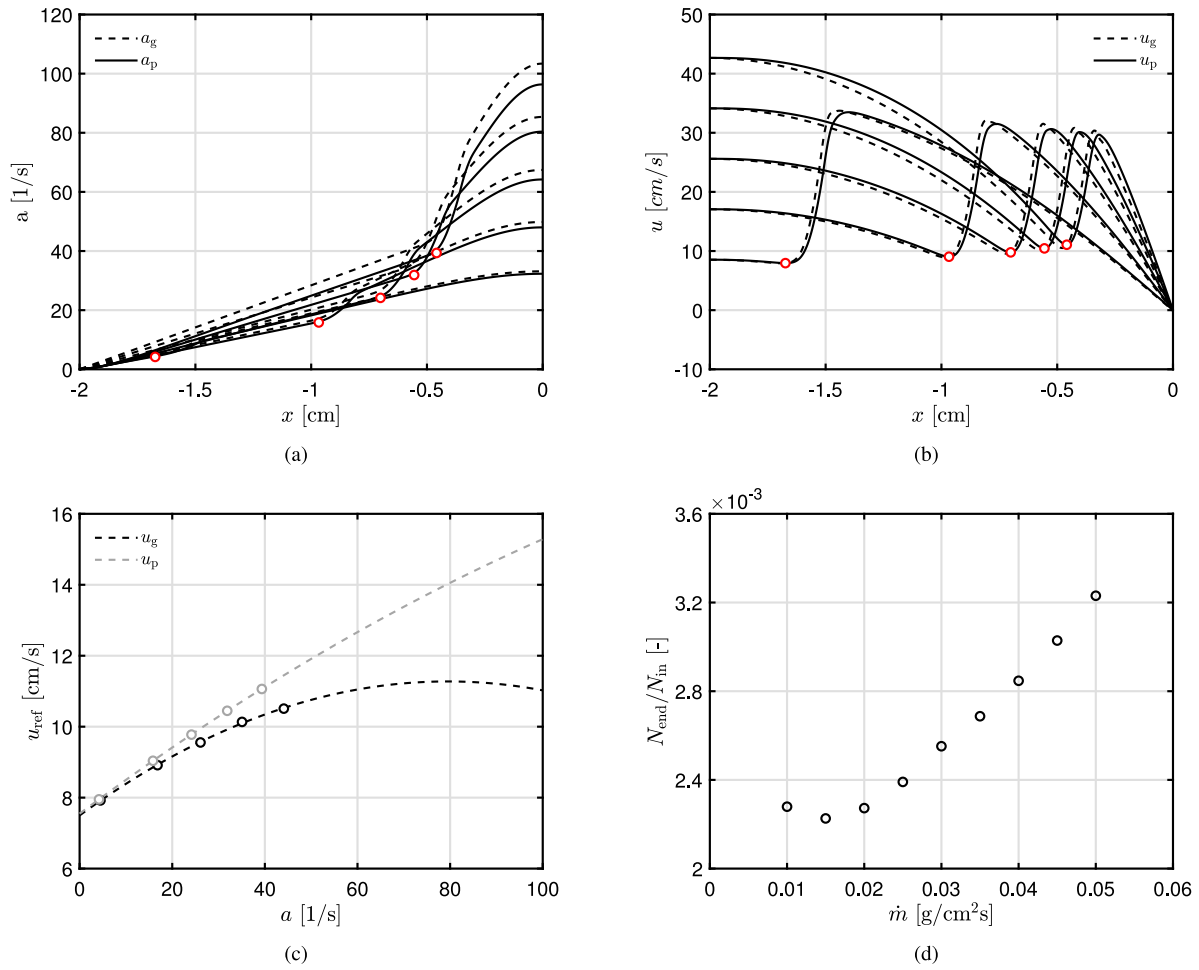 120
100
80
60
40
20
0
a [1/s]
a_g
a_p
-2 -1.5 -1 -0.5 0
x [cm]
(a)
50
40
30
20
10
0
-10
u [cm/s]
u_g
u_p
-2 -1.5 -1 -0.5 0
x [cm]
(b)
16
14
12
10
8
6
u_ref [cm/s]
u_g
u_p
0 20 40 60 80 100
a [1/s]
(c)
×10⁻³
3.6
3.2
2.8
2.4
2
N_end/N_in [-]
0 0.01 0.02 0.03 0.04 0.05 0.06
ṁ [g/cm²s]
(d)